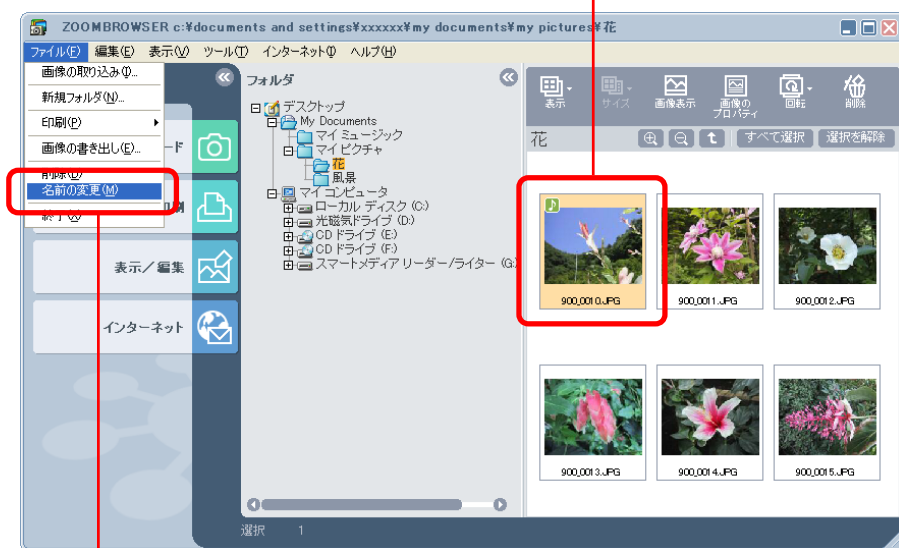 ZOOMBROWSER c:¥documents and settings¥xxxxxx¥my documents¥my pictures¥花
ファイル(F) 編集(E) 表示(V) ツール(T) インターネット(I) ヘルプ(H)
画像の取り込み(I)...
新規フォルダ(N)...
印刷(P)
画像の書き出し(E)...
削除(D)
名前の変更(M)
終了(X)
ード
印刷
表示／編集
インターネット
フォルダ
デスクトップ
My Documents
マイ ミュージック
マイ ピクチャ
花
風景
マイ コンピュータ
ローカル ディスク (C:)
光磁気ドライブ (D:)
CD ドライブ (E:)
CD ドライブ (F:)
スマートメディア リーダー/ライター (G:
表示 サイズ 画像表示 画像の プロパティ 回転 削除
花 すべて選択 選択を解除
900_0010.JPG 900_0011.JPG 900_0012.JPG
900_0013.JPG 900_0014.JPG 900_0015.JPG
選択 1